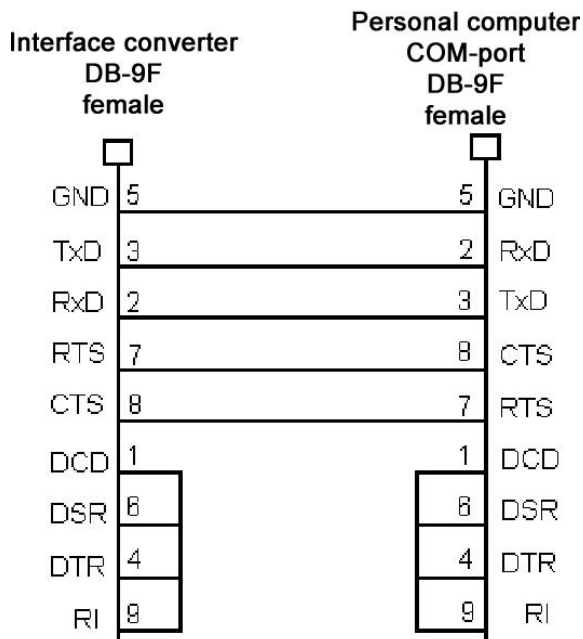 Interface converter
DB-9F
female
Personal computer
COM-port
DB-9F
female
GND 5 5 GND
TxD 3 2 RxD
RxD 2 3 TxD
RTS 7 8 CTS
CTS 8 7 RTS
DCD 1 1 DCD
DSR 6 6 DSR
DTR 4 4 DTR
RI 9 9 RI